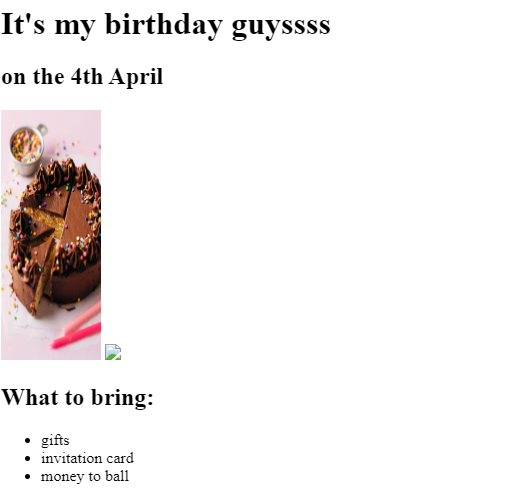 It's my birthday guyssss
on the 4th April
What to bring:
gifts
invitation card
money to ball